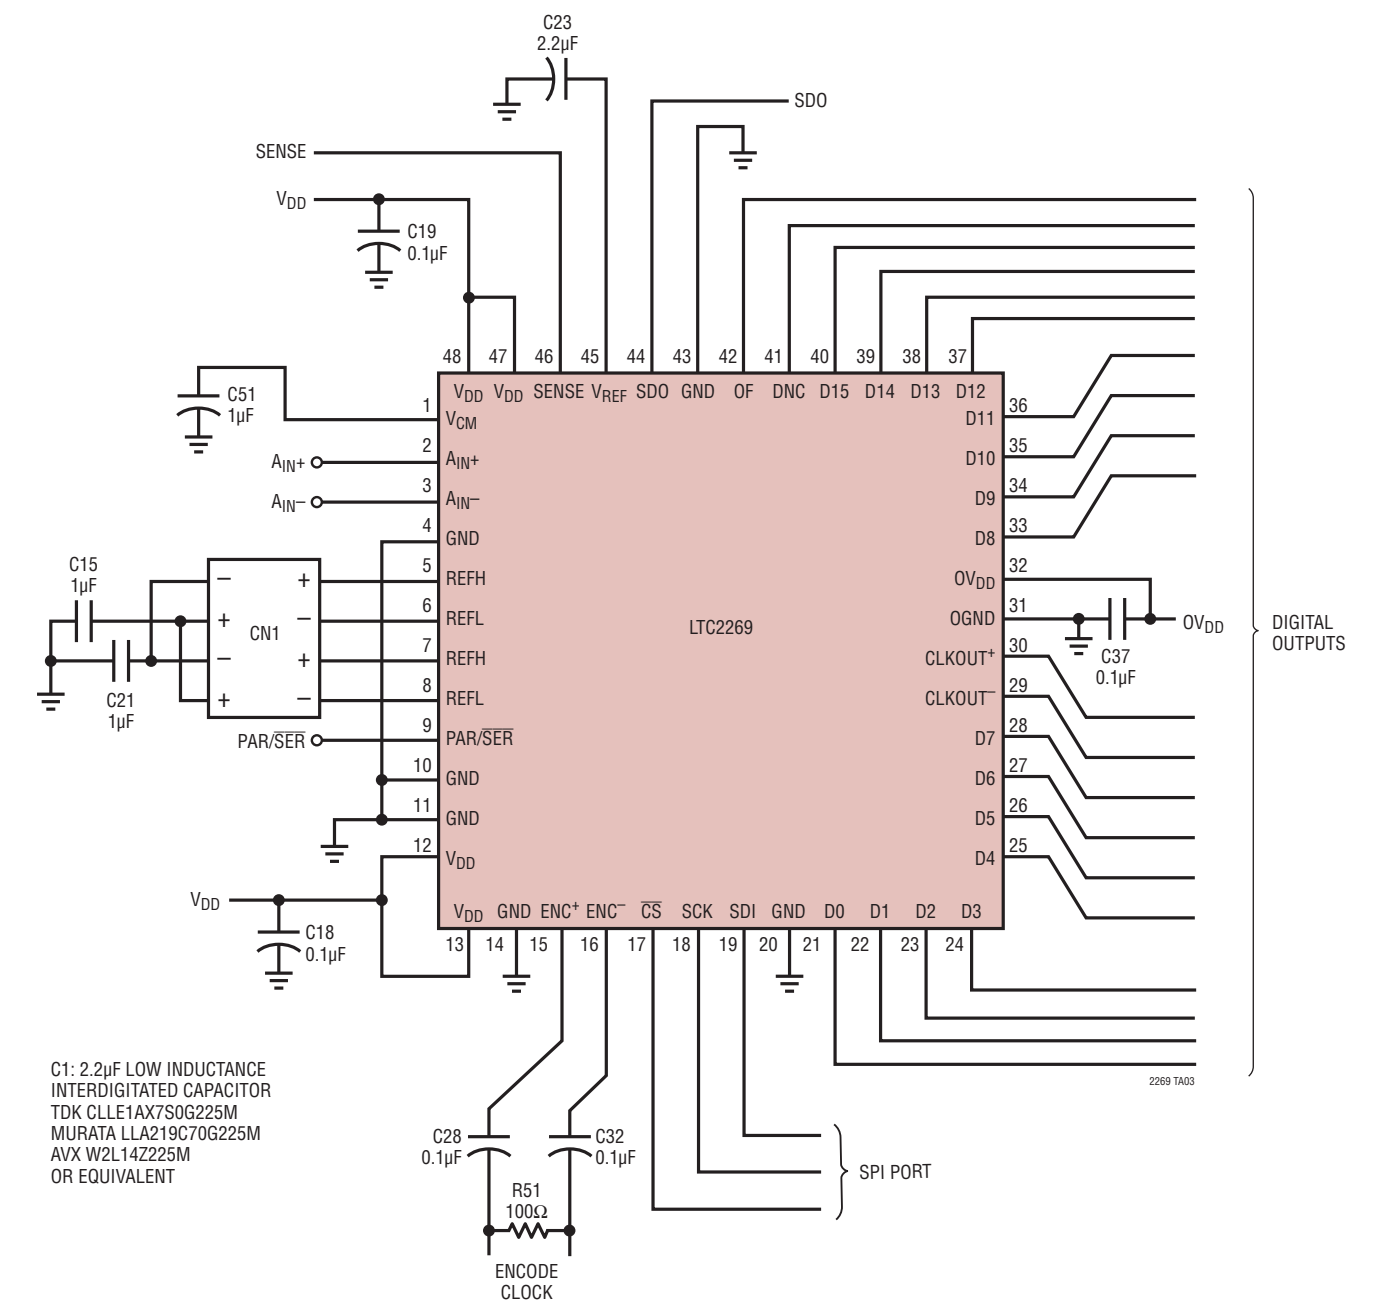 C23
2.2µF
SDO
SENSE
VDD
C19
0.1µF
48 47 46 45 44 43 42 41 40 39 38 37
VDD VDD SENSE VREF SDO GND OF DNC D15 D14 D13 D12
C51
1µF
1
VCM
2
AIN+
AIN+
3
AIN–
AIN–
4
GND
5
REFH
6
REFL
7
REFH
8
REFL
9
PAR/S̅E̅R̅
PAR/S̅E̅R̅
10
GND
11
GND
12
VDD
C15
1µF
C21
1µF
– +
+ –
CN1
– +
+ –
LTC2269
36
D11
35
D10
34
D9
33
D8
32
OVDD
31
OGND
OVDD
C37
0.1µF
30
CLKOUT+
29
CLKOUT–
28
D7
27
D6
26
D5
25
D4
DIGITAL
OUTPUTS
VDD
C18
0.1µF
VDD GND ENC+ ENC– C̅S̅ SCK SDI GND D0 D1 D2 D3
13 14 15 16 17 18 19 20 21 22 23 24
C1: 2.2µF LOW INDUCTANCE
INTERDIGITATED CAPACITOR
TDK CLLE1AX7S0G225M
MURATA LLA219C70G225M
AVX W2L14Z225M
OR EQUIVALENT
2269 TA03
C28
0.1µF
C32
0.1µF
R51
100Ω
SPI PORT
ENCODE
CLOCK